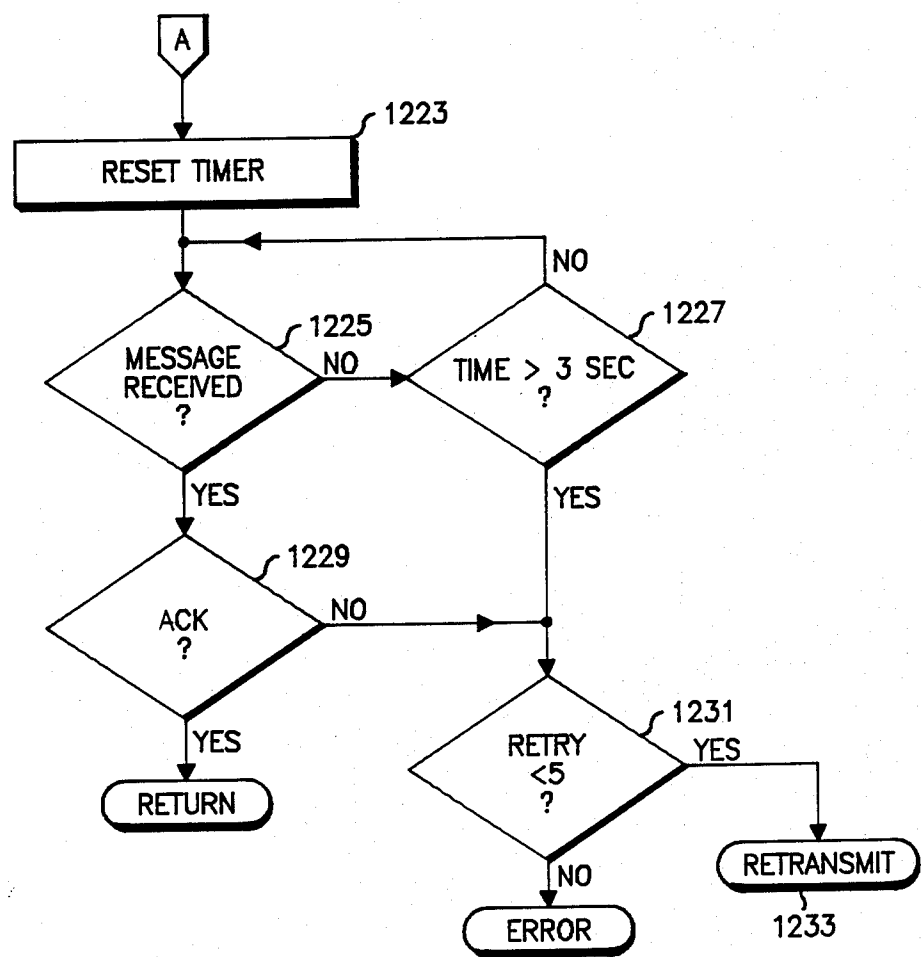 A
1223
RESET TIMER
NO
1225
1227
MESSAGE
RECEIVED
?
NO
TIME > 3 SEC
?
YES
YES
1229
ACK
?
NO
1231
YES
RETRY
<5
?
YES
RETURN
RETRANSMIT
NO
1233
ERROR